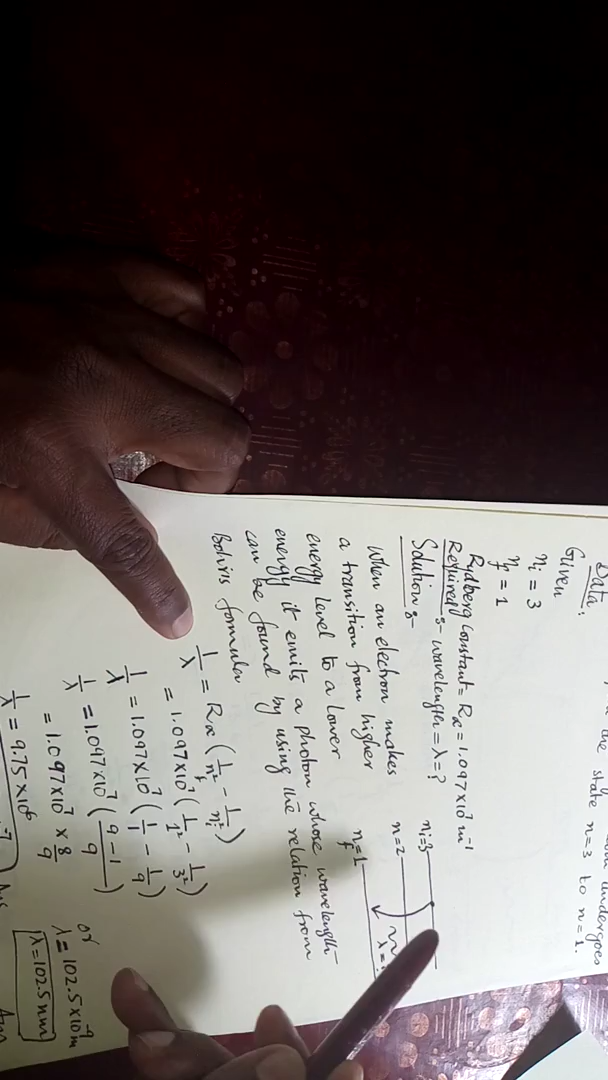 the state n=3 to n=1.
undergoes
Data:
Given
nᵢ = 3
n_f = 1
Rydberg Constant = R∝ = 1.097×10⁷ m⁻¹
Required :- wavelength = λ = ?
Solution :-
When an electron makes
a transition from higher
energy level to a lower
energy it emits a photon whose wavelength
can be found by using the relation from
Bohr's formula
nᵢ=3
n=2
n_f=1
λ=?
1/λ = R∝ (1/n_f² - 1/nᵢ²)
= 1.097×10⁷ (1/1² - 1/3²)
1/λ = 1.097×10⁷ (1/1 - 1/9)
1/λ = 1.097×10⁷ ((9-1)/9)
= 1.097×10⁷ × 8/9
1/λ = 9.75×10⁶
or
λ = 102.5×10⁻⁹ m
λ = 102.5 nm
Ans